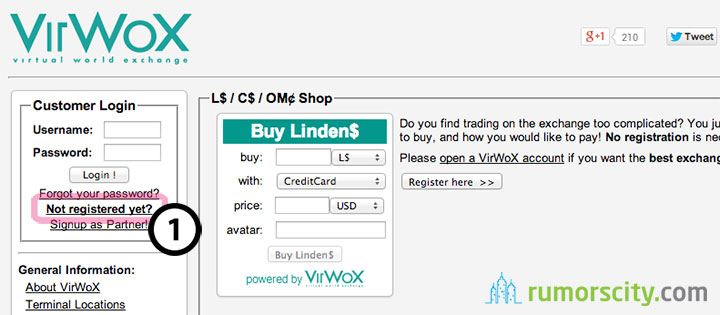 VirWoX
virtual world exchange
g+1
210
Tweet
Customer Login
Username:
Password:
Login !
Forgot your password?
Not registered yet?
Signup as Partner!
1
General Information:
About VirWoX
Terminal Locations
L$ / C$ / OM¢ Shop
Buy Linden$
buy:
L$
with:
CreditCard
price:
USD
avatar:
Buy Linden$
powered by VirWoX
virtual world exchange
Do you find trading on the exchange too complicated? You ju
to buy, and how you would like to pay! No registration is ne
Please open a VirWoX account if you want the best exchang
Register here >>
rumorscity.com